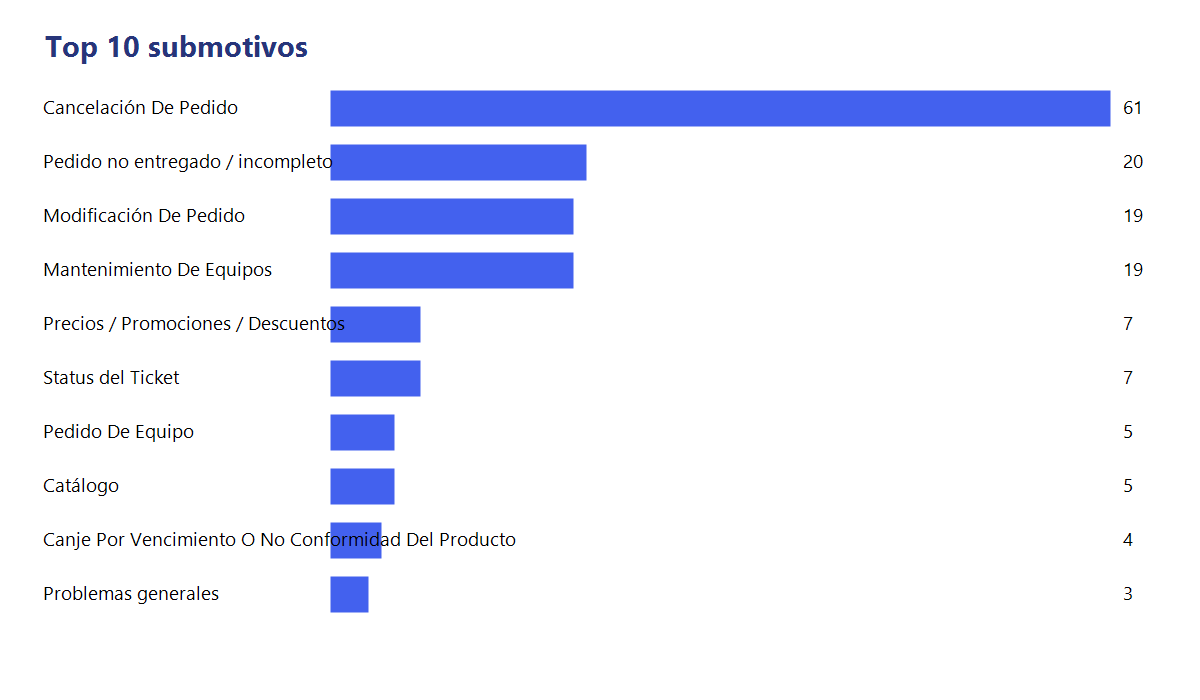 Top 10 submotivos
Cancelación De Pedido 61
Pedido no entregado / incompleto 20
Modificación De Pedido 19
Mantenimiento De Equipos 19
Precios / Promociones / Descuentos 7
Status del Ticket 7
Pedido De Equipo 5
Catálogo 5
Canje Por Vencimiento O No Conformidad Del Producto 4
Problemas generales 3